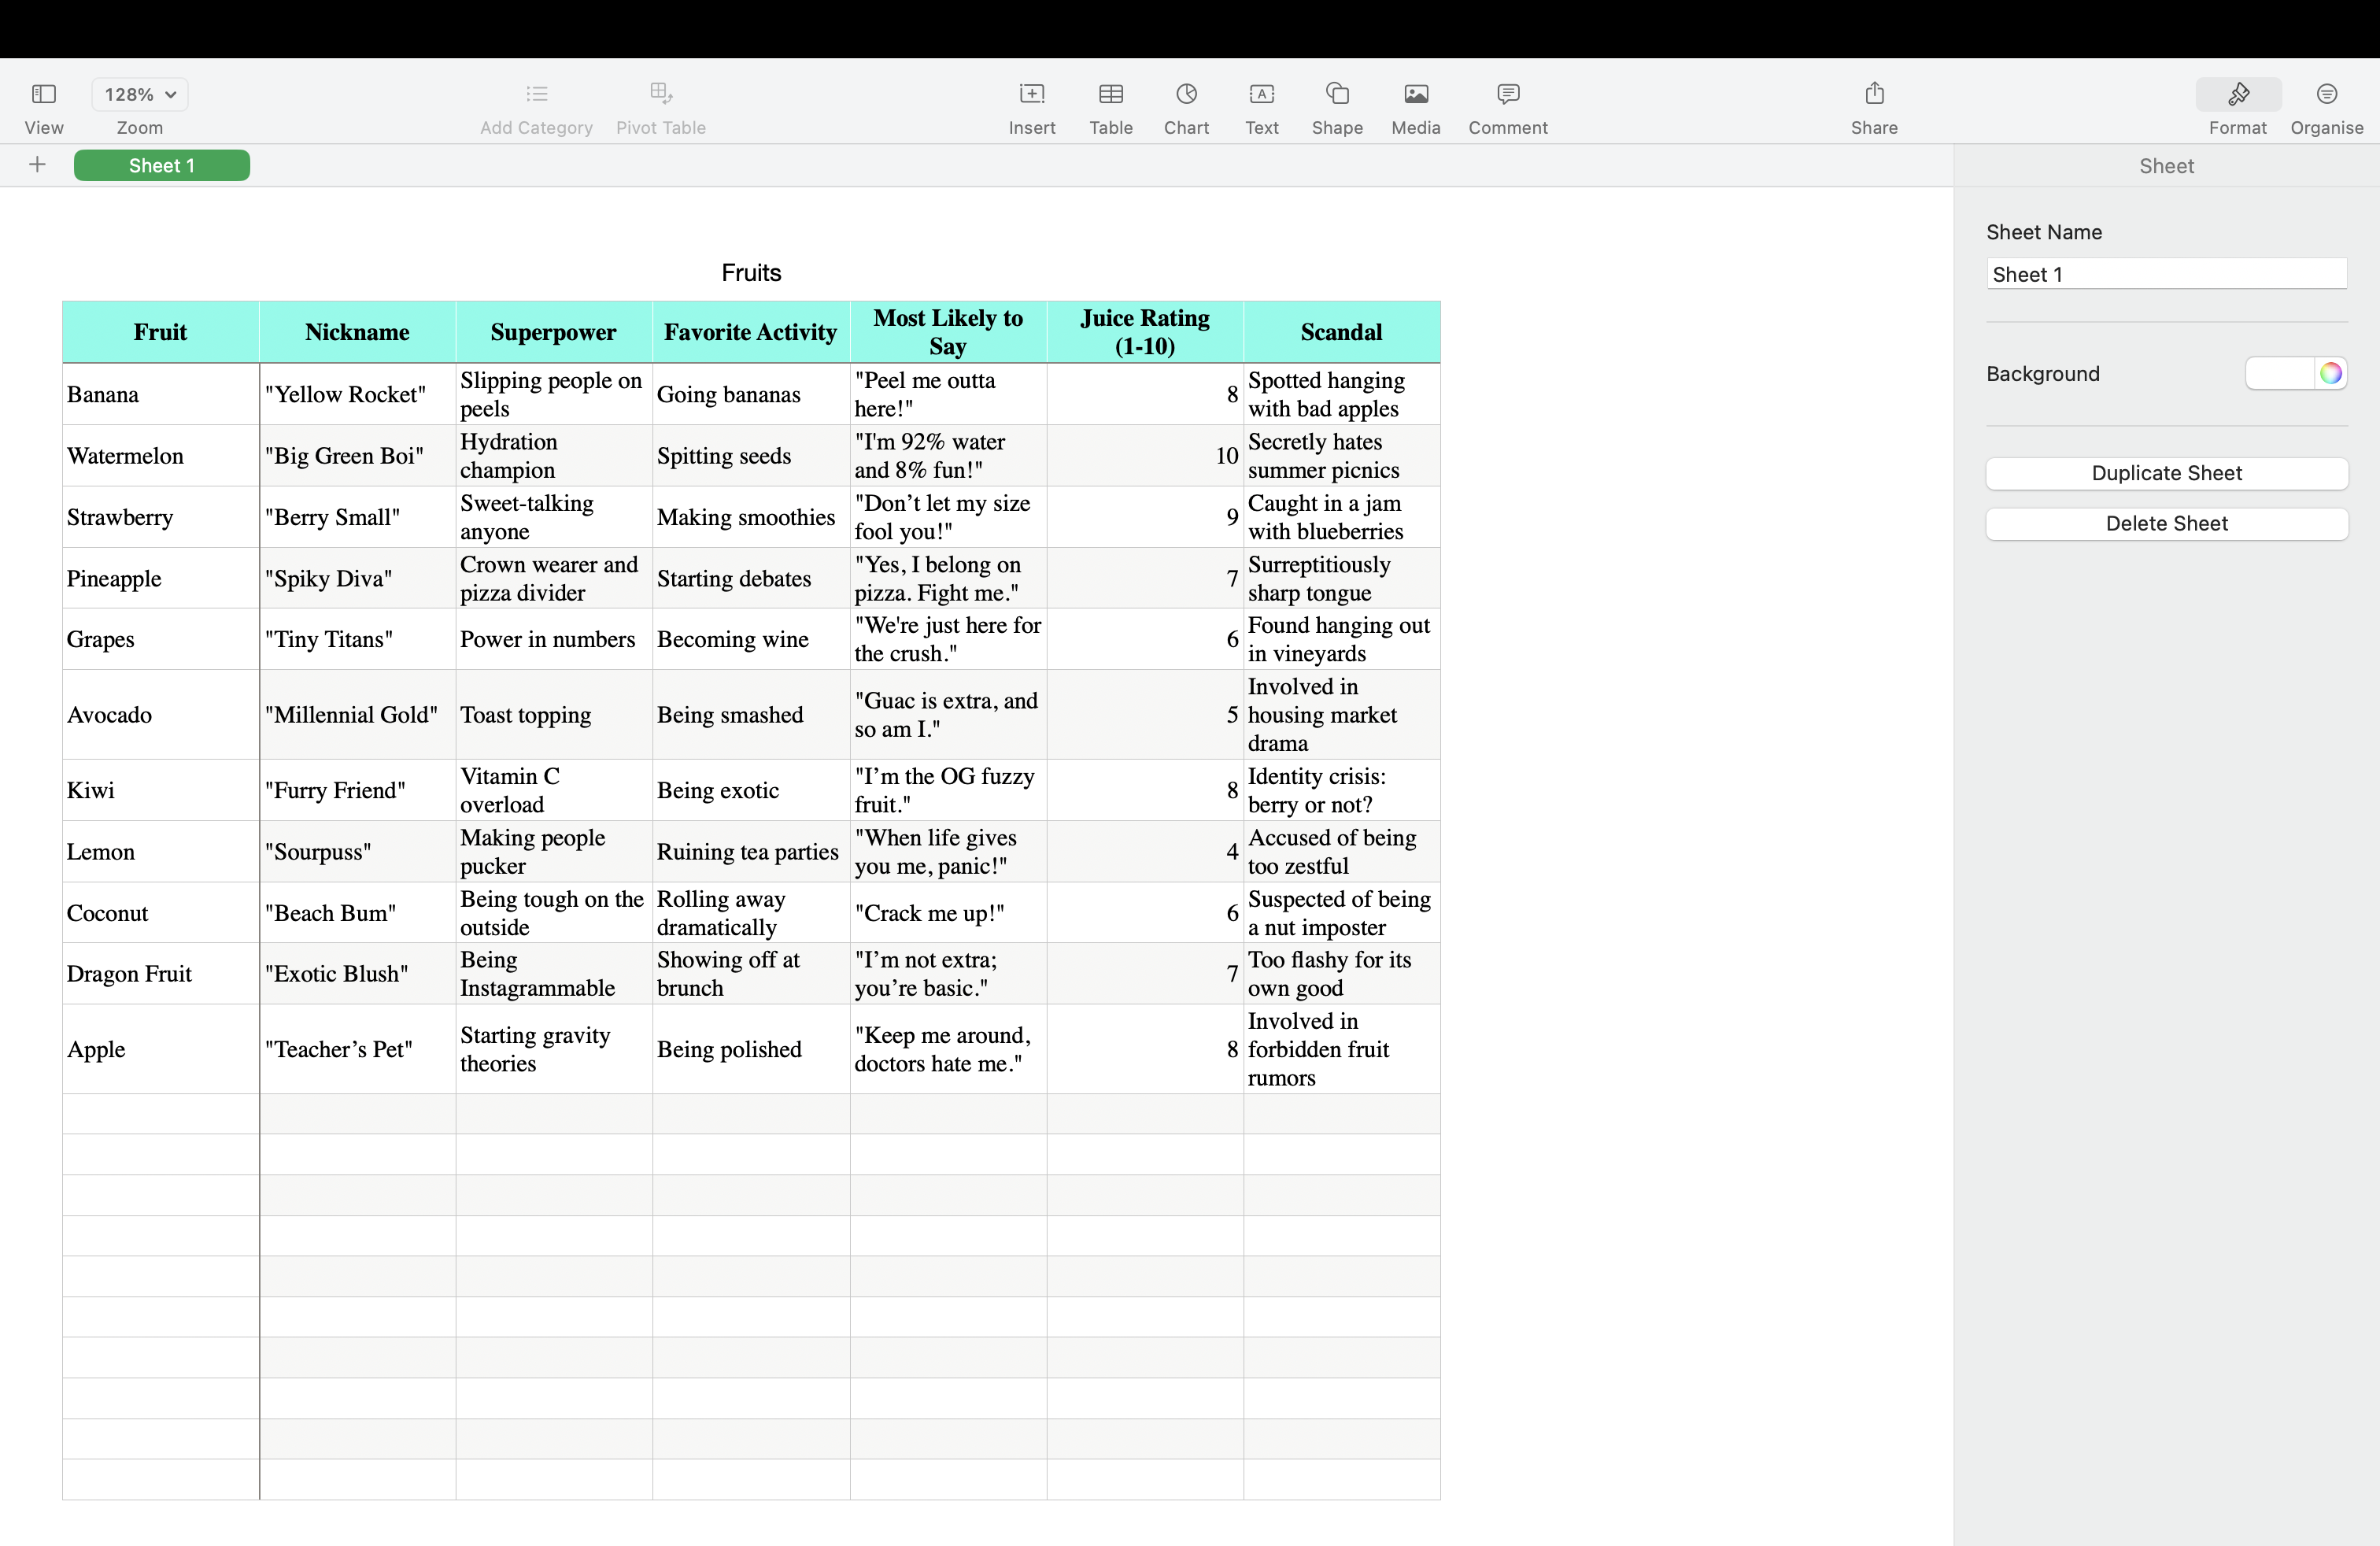 128%
View
Zoom
Add Category
Pivot Table
Insert
Table
Chart
Text
Shape
Media
Comment
Share
Format
Organise
Sheet 1
Sheet
Sheet Name
Sheet 1
Background
Duplicate Sheet
Delete Sheet
Fruits
Fruit
Nickname
Superpower
Favorite Activity
Most Likely to
Say
Juice Rating
(1-10)
Scandal
Banana
"Yellow Rocket"
Slipping people on
peels
Going bananas
"Peel me outta
here!"
8
Spotted hanging
with bad apples
Watermelon
"Big Green Boi"
Hydration
champion
Spitting seeds
"I'm 92% water
and 8% fun!"
10
Secretly hates
summer picnics
Strawberry
"Berry Small"
Sweet-talking
anyone
Making smoothies
"Don’t let my size
fool you!"
9
Caught in a jam
with blueberries
Pineapple
"Spiky Diva"
Crown wearer and
pizza divider
Starting debates
"Yes, I belong on
pizza. Fight me."
7
Surreptitiously
sharp tongue
Grapes
"Tiny Titans"
Power in numbers
Becoming wine
"We're just here for
the crush."
6
Found hanging out
in vineyards
Avocado
"Millennial Gold"
Toast topping
Being smashed
"Guac is extra, and
so am I."
5
Involved in
housing market
drama
Kiwi
"Furry Friend"
Vitamin C
overload
Being exotic
"I’m the OG fuzzy
fruit."
8
Identity crisis:
berry or not?
Lemon
"Sourpuss"
Making people
pucker
Ruining tea parties
"When life gives
you me, panic!"
4
Accused of being
too zestful
Coconut
"Beach Bum"
Being tough on the
outside
Rolling away
dramatically
"Crack me up!"
6
Suspected of being
a nut imposter
Dragon Fruit
"Exotic Blush"
Being
Instagrammable
Showing off at
brunch
"I’m not extra;
you’re basic."
7
Too flashy for its
own good
Apple
"Teacher’s Pet"
Starting gravity
theories
Being polished
"Keep me around,
doctors hate me."
8
Involved in
forbidden fruit
rumors